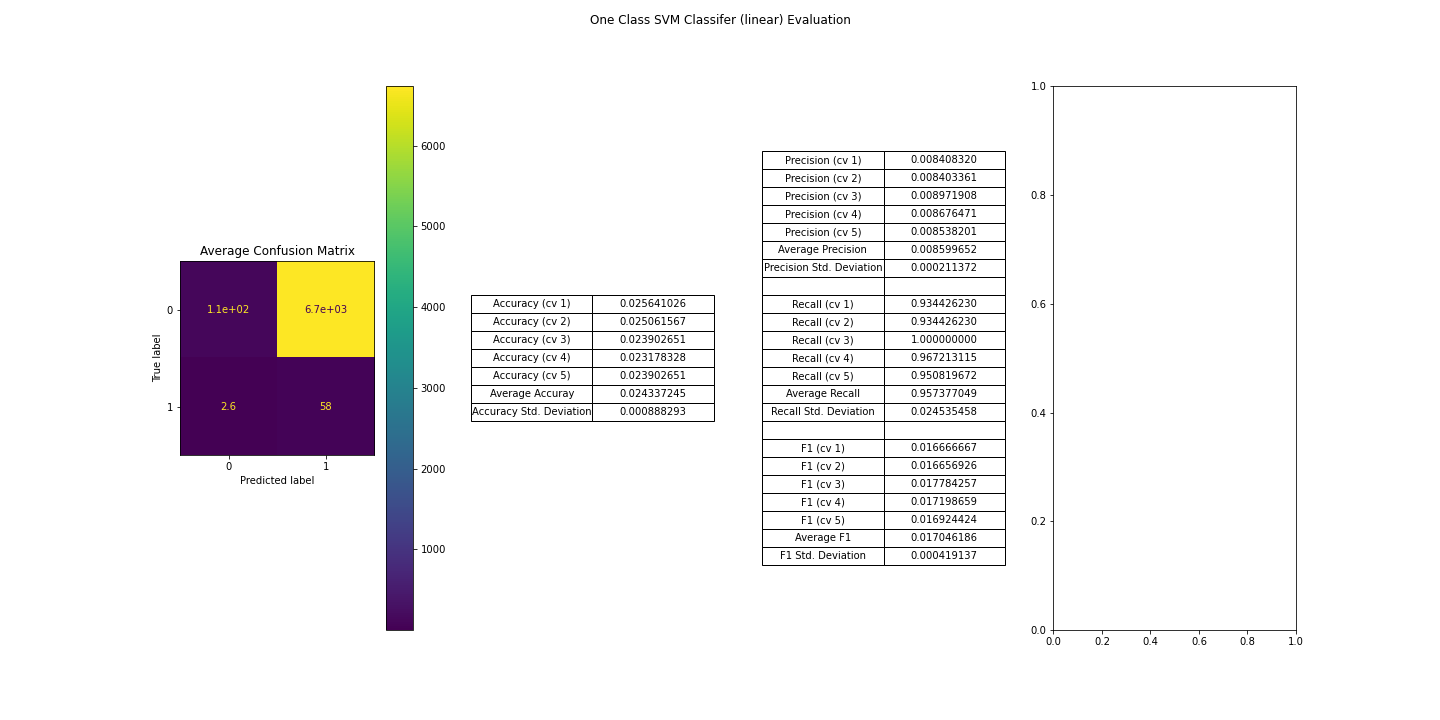 One Class SVM Classifer (linear) Evaluation
Average Confusion Matrix
True label
0
1
1.1e+02 6.7e+03
2.6 58
0 1
Predicted label
6000
5000
4000
3000
2000
1000
Accuracy (cv 1) 0.025641026
Accuracy (cv 2) 0.025061567
Accuracy (cv 3) 0.023902651
Accuracy (cv 4) 0.023178328
Accuracy (cv 5) 0.023902651
Average Accuray 0.024337245
Accuracy Std. Deviation 0.000888293
Precision (cv 1) 0.008408320
Precision (cv 2) 0.008403361
Precision (cv 3) 0.008971908
Precision (cv 4) 0.008676471
Precision (cv 5) 0.008538201
Average Precision 0.008599652
Precision Std. Deviation 0.000211372
Recall (cv 1) 0.934426230
Recall (cv 2) 0.934426230
Recall (cv 3) 1.000000000
Recall (cv 4) 0.967213115
Recall (cv 5) 0.950819672
Average Recall 0.957377049
Recall Std. Deviation 0.024535458
F1 (cv 1) 0.016666667
F1 (cv 2) 0.016656926
F1 (cv 3) 0.017784257
F1 (cv 4) 0.017198659
F1 (cv 5) 0.016924424
Average F1 0.017046186
F1 Std. Deviation 0.000419137
1.0
0.8
0.6
0.4
0.2
0.0
0.0 0.2 0.4 0.6 0.8 1.0